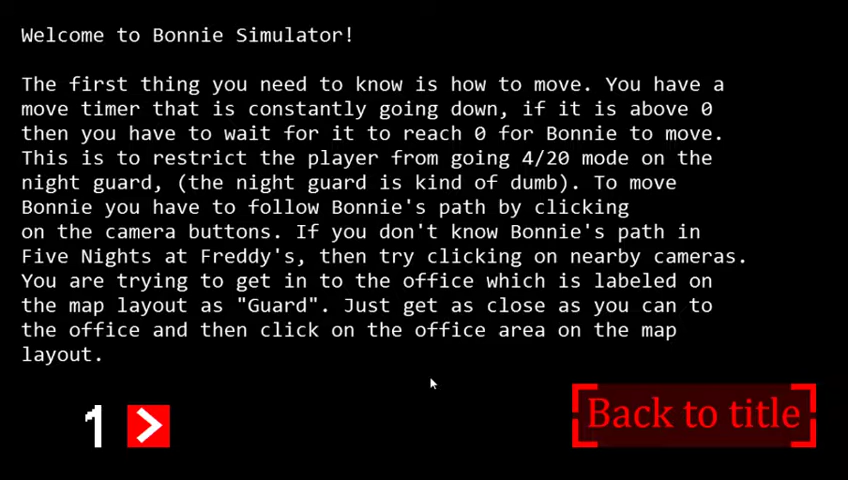 Welcome to Bonnie Simulator!
The first thing you need to know is how to move. You have a
move timer that is constantly going down, if it is above 0
then you have to wait for it to reach 0 for Bonnie to move.
This is to restrict the player from going 4/20 mode on the
night guard, (the night guard is kind of dumb). To move
Bonnie you have to follow Bonnie's path by clicking
on the camera buttons. If you don't know Bonnie's path in
Five Nights at Freddy's, then try clicking on nearby cameras.
You are trying to get in to the office which is labeled on
the map layout as "Guard". Just get as close as you can to
the office and then click on the office area on the map
layout.
1 >
Back to title